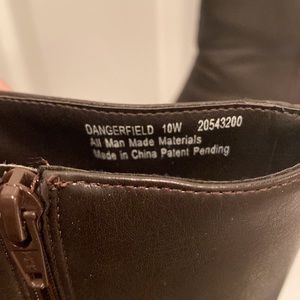 DANGERFIELD 10W 20543200
All Man Made Materials
Made in China Patent Pending